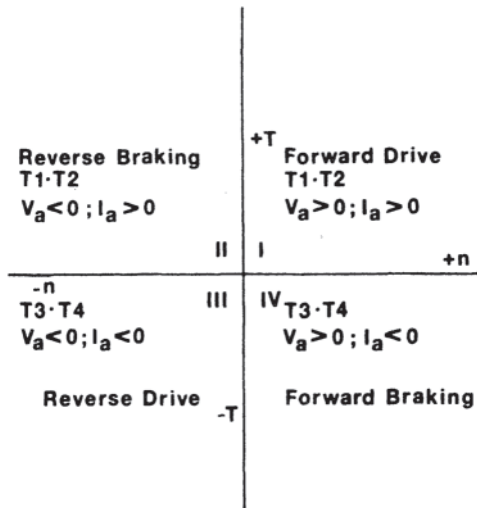 +T
Reverse Braking
T1·T2
Va<0;Ia>0
Forward Drive
T1·T2
Va>0;Ia>0
II
I
+n
-n
T3·T4
Va<0;Ia<0
III
IV
T3·T4
Va>0;Ia<0
Reverse Drive
-T
Forward Braking